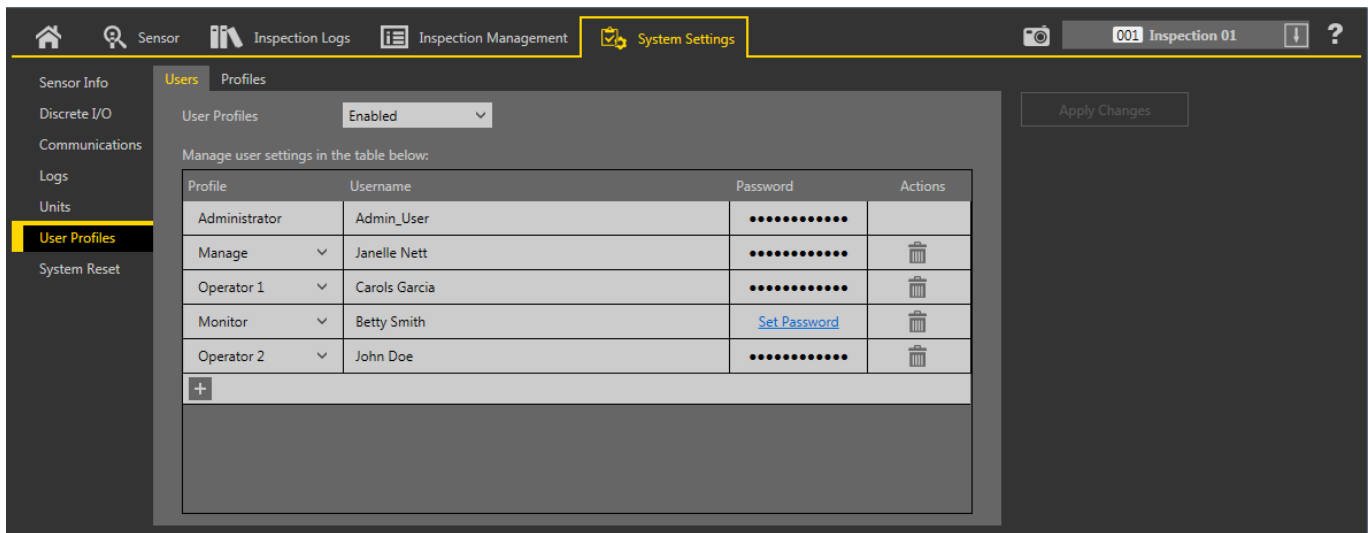 Sensor Inspection Logs Inspection Management System Settings 001 Inspection 01 ?
Sensor Info
Discrete I/O
Communications
Logs
Units
User Profiles
System Reset
Users Profiles
User Profiles Enabled
Manage user settings in the table below:
Profile Username Password Actions
Administrator Admin_User ••••••••••••
Manage Janelle Nett ••••••••••••
Operator 1 Carols Garcia ••••••••••••
Monitor Betty Smith Set Password
Operator 2 John Doe ••••••••••••
+
Apply Changes